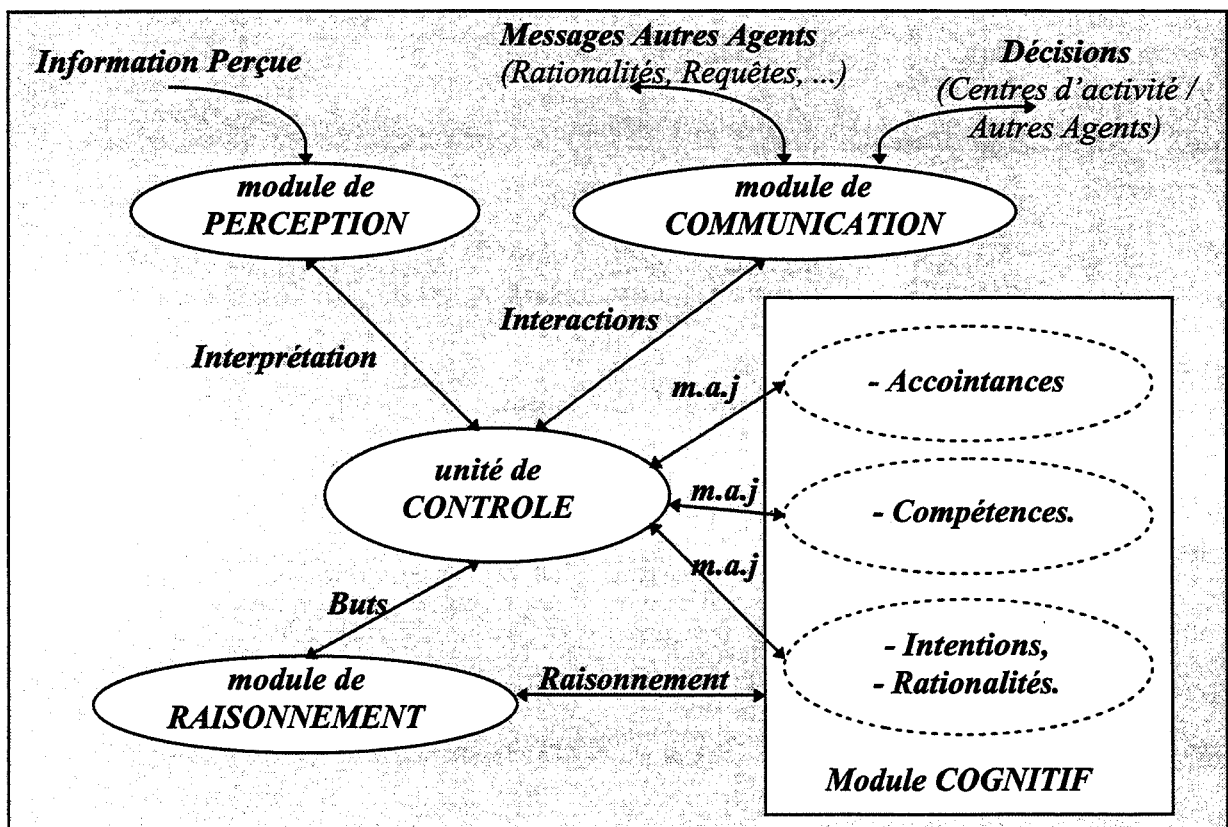 Information Perçue
Messages Autres Agents
(Rationalités, Requêtes, ...)
Décisions
(Centres d'activité /
Autres Agents)
module de
PERCEPTION
module de
COMMUNICATION
Interprétation
Interactions
m.a.j
- Accointances
unité de
CONTROLE
m.a.j
- Compétences.
m.a.j
Buts
- Intentions,
- Rationalités.
module de
RAISONNEMENT
Raisonnement
Module COGNITIF